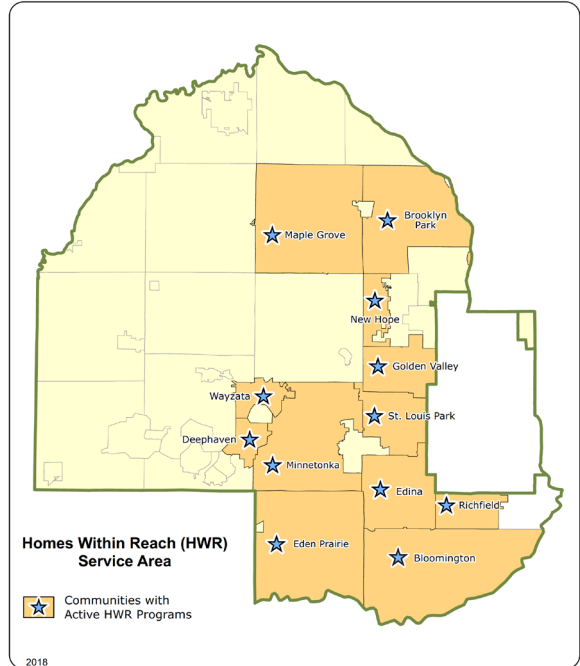 Brooklyn
Park
Maple Grove
New Hope
Golden Valley
Wayzata
St. Louis Park
Deephaven
Minnetonka
Edina
Richfield
Eden Prairie
Bloomington
Homes Within Reach (HWR)
Service Area
Communities with
Active HWR Programs
2018